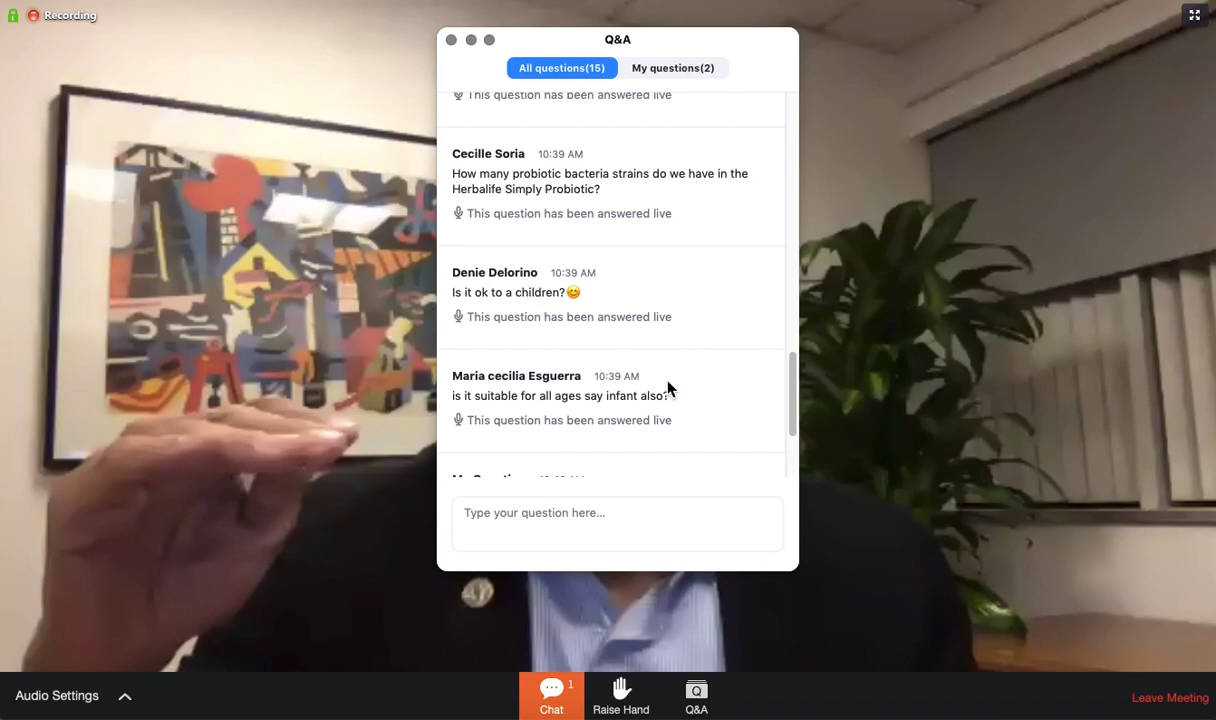 Recording
Q&A
All questions(15)
My questions(2)
This question has been answered live
Cecille Soria 10:39 AM
How many probiotic bacteria strains do we have in the
Herbalife Simply Probiotic?
This question has been answered live
Denie Delorino 10:39 AM
Is it ok to a children?😊
This question has been answered live
Maria cecilia Esguerra 10:39 AM
is it suitable for all ages say infant also?
This question has been answered live
Type your question here...
Audio Settings
1
Chat
Raise Hand
Q
Q&A
Leave Meeting